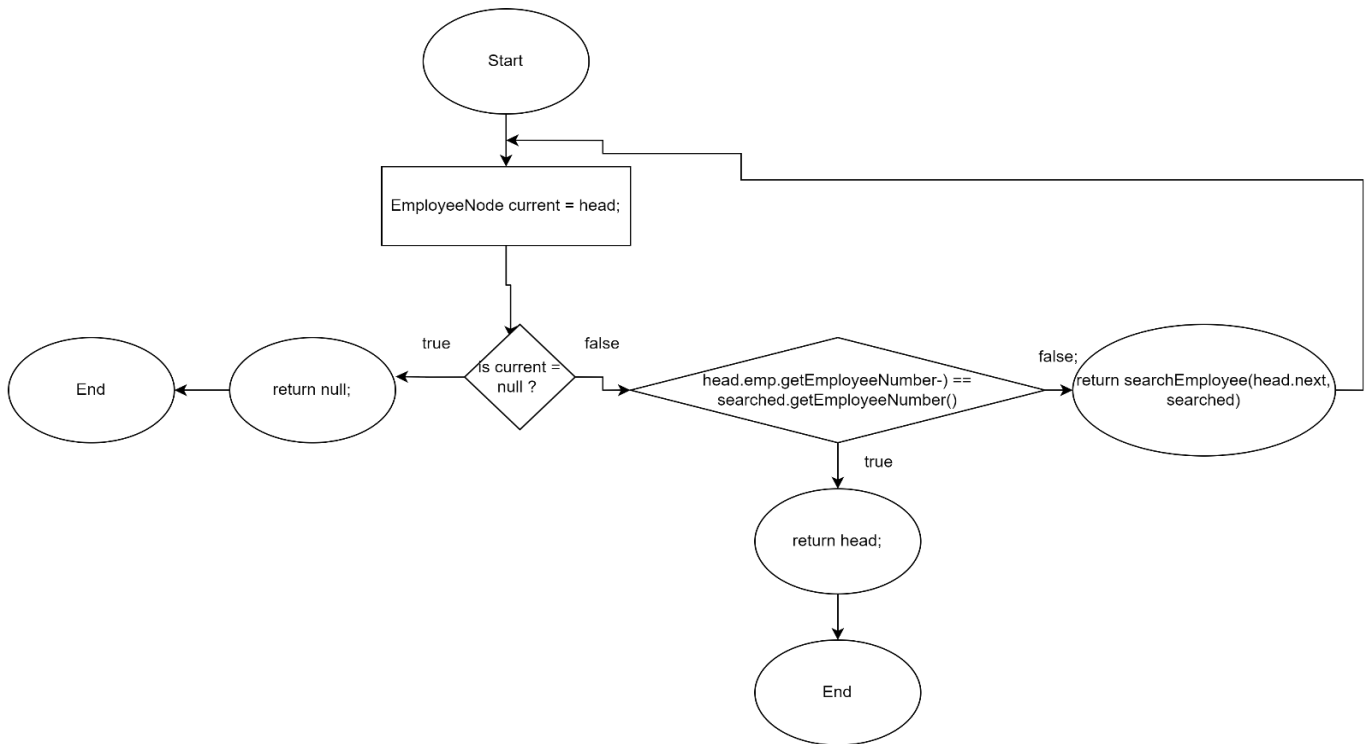 Start
EmployeeNode current = head;
true
false
Is current =
null ?
End
return null;
head.emp.getEmployeeNumber-) ==
searched.getEmployeeNumber()
false;
return searchEmployee(head.next,
searched)
true
return head;
End